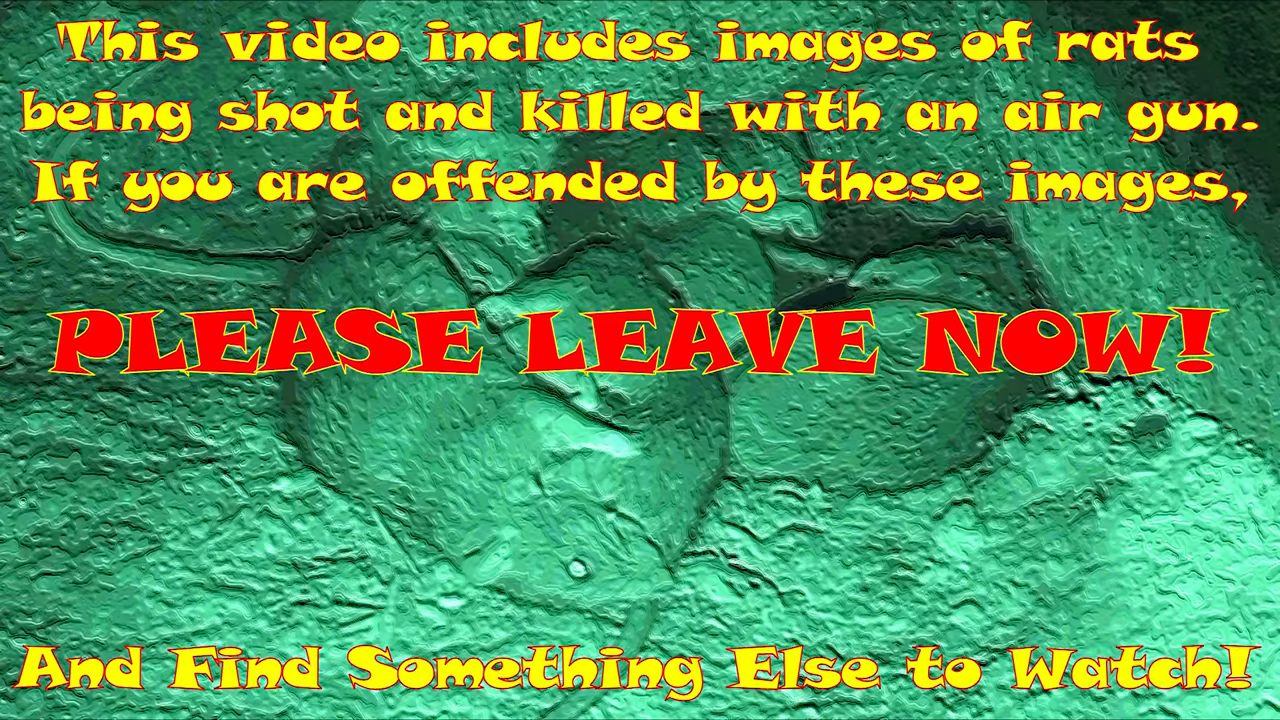 This video includes images of rats
being shot and killed with an air gun.
If you are offended by these images,
PLEASE LEAVE NOW!
And Find Something Else to Watch!